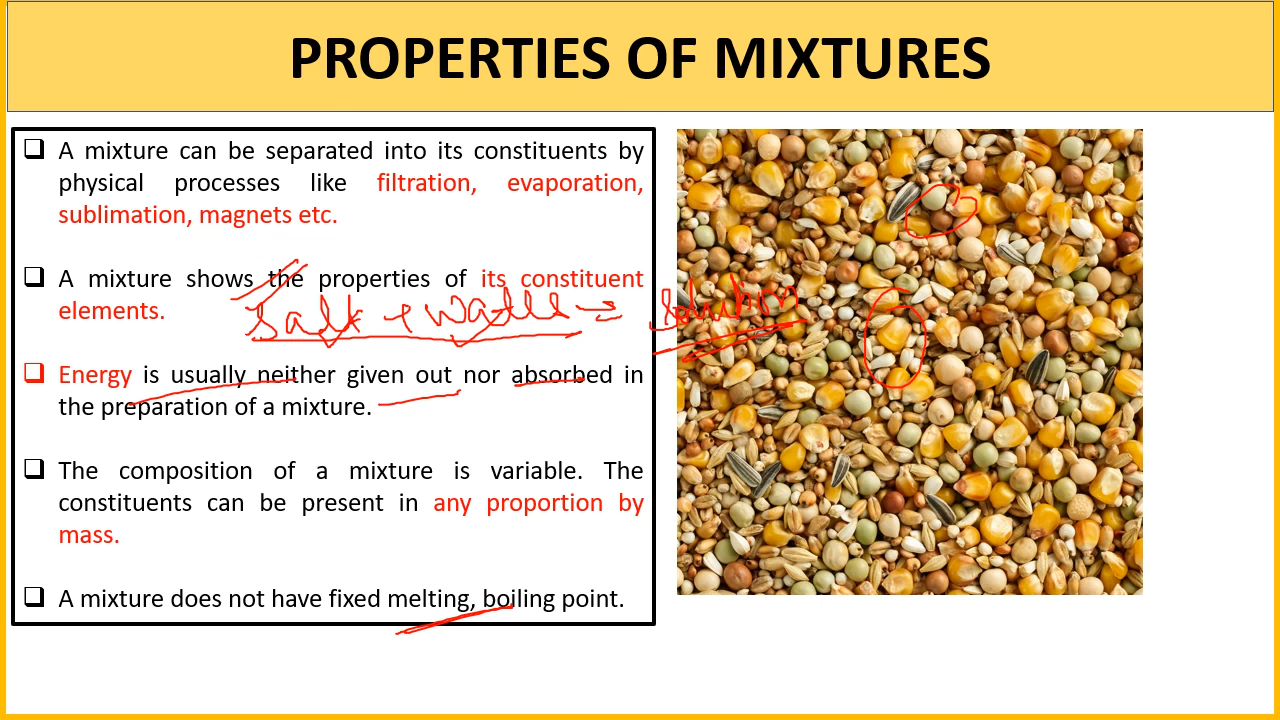 PROPERTIES OF MIXTURES
❑ A mixture can be separated into its constituents by
physical processes like filtration, evaporation,
sublimation, magnets etc.
❑ A mixture shows the properties of its constituent
elements.
Salt + Water → Solution
❑ Energy is usually neither given out nor absorbed in
the preparation of a mixture.
❑ The composition of a mixture is variable. The
constituents can be present in any proportion by
mass.
❑ A mixture does not have fixed melting, boiling point.